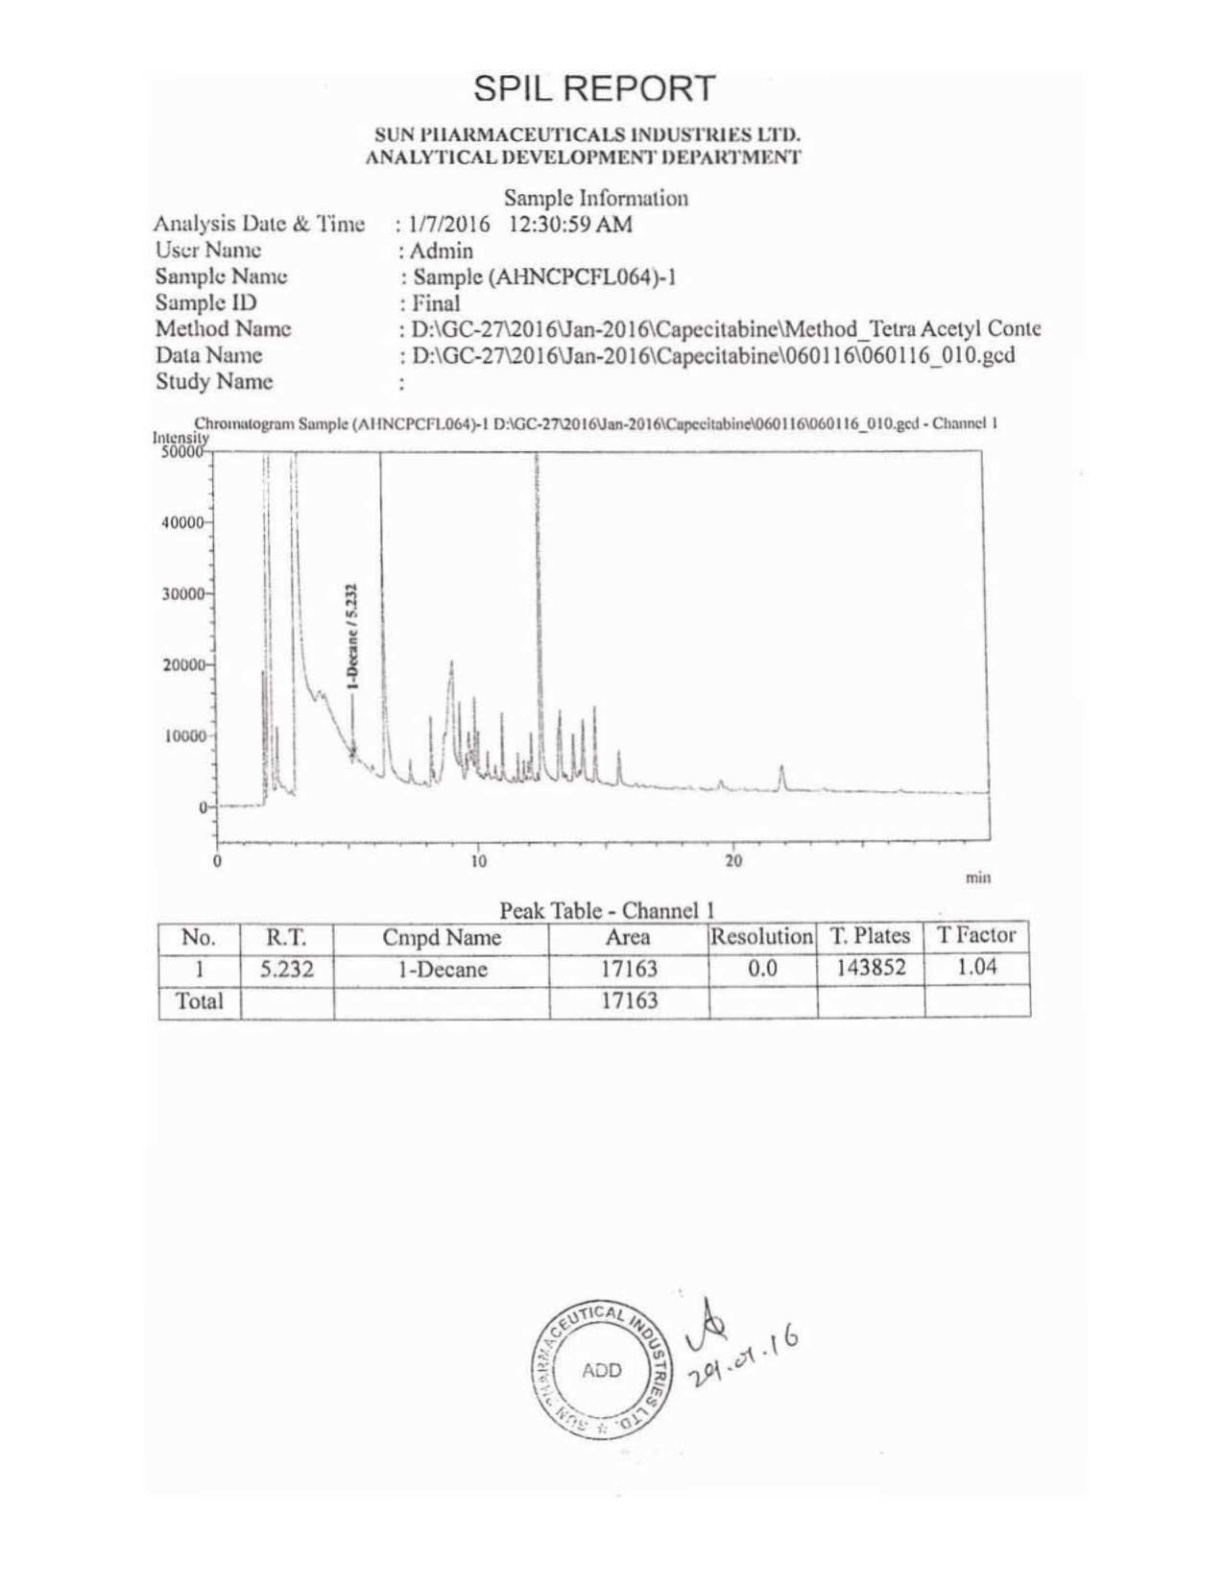 SPIL REPORT
SUN PHARMACEUTICALS INDUSTRIES LTD.
ANALYTICAL DEVELOPMENT DEPARTMENT
Sample Information
Analysis Date & Time : 1/7/2016 12:30:59 AM
User Name : Admin
Sample Name : Sample (AHNCPCFL064)-1
Sample ID : Final
Method Name : D:\GC-27\2016\Jan-2016\Capecitabine\Method_Tetra Acetyl Conte
Data Name : D:\GC-27\2016\Jan-2016\Capecitabine\060116\060116_010.gcd
Study Name :
Chromatogram Sample (AHNCPCFL064)-1 D:\GC-27\2016\Jan-2016\Capecitabine\060116\060116_010.gcd - Channel 1
Intensity
50000
40000
30000
20000
10000
0
1-Decane / 5.232
0 10 20
min
Peak Table - Channel 1
No. R.T. Cmpd Name Area Resolution T. Plates T Factor
1 5.232 1-Decane 17163 0.0 143852 1.04
Total 17163
SUN PHARMACEUTICAL INDUSTRIES LTD.
ADD
29.01.16